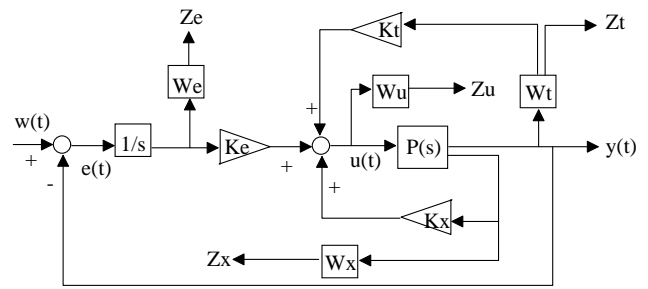 Ze
Kt
Zt
We
Wu
Zu
Wt
+
w(t)
+
-
e(t)
1/s
Ke
+
u(t)
P(s)
y(t)
+
Kx
Zx
Wx